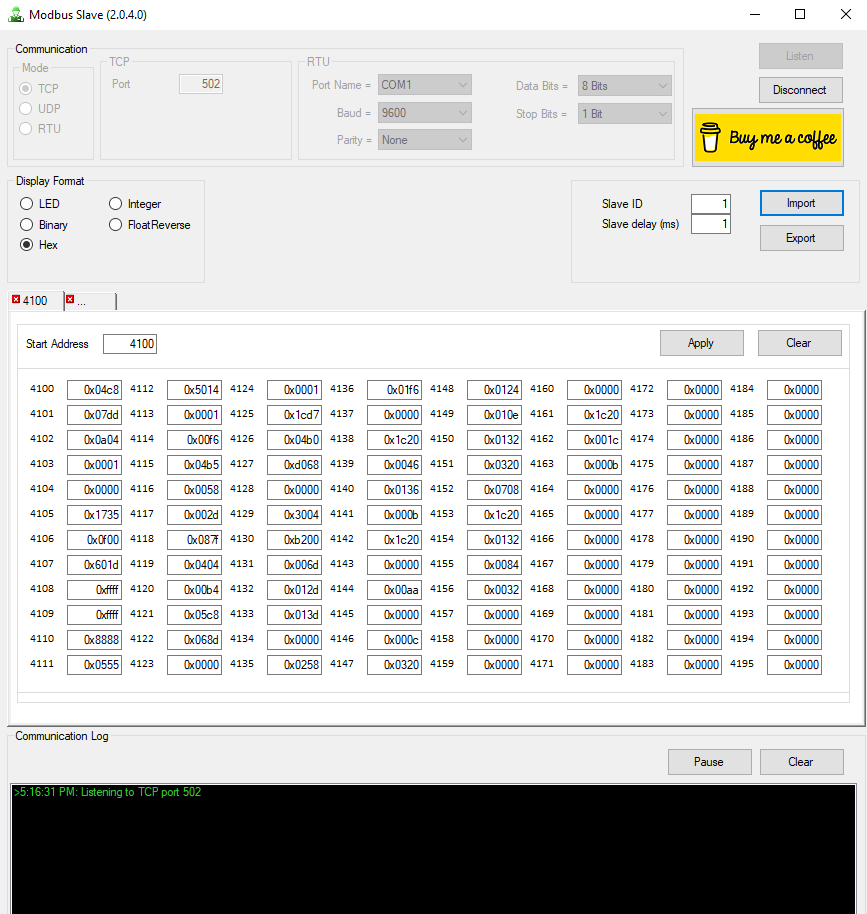 Modbus Slave (2.0.4.0)
Communication
Mode
TCP
UDP
RTU
TCP
Port 502
RTU
Port Name = COM1 Data Bits = 8 Bits
Baud = 9600 Stop Bits = 1 Bit
Parity = None
Listen
Disconnect
Buy me a coffee
Display Format
LED Integer
Binary FloatReverse
Hex
Slave ID 1
Slave delay (ms) 1
Import
Export
4100 ...
Start Address 4100 Apply Clear
4100 0x04c8 4112 0x5014 4124 0x0001 4136 0x01f6 4148 0x0124 4160 0x0000 4172 0x0000 4184 0x0000
4101 0x07dd 4113 0x0001 4125 0x1cd7 4137 0x0000 4149 0x010e 4161 0x1c20 4173 0x0000 4185 0x0000
4102 0x0a04 4114 0x00f6 4126 0x04b0 4138 0x1c20 4150 0x0132 4162 0x001c 4174 0x0000 4186 0x0000
4103 0x0001 4115 0x04b5 4127 0xd068 4139 0x0046 4151 0x0320 4163 0x000b 4175 0x0000 4187 0x0000
4104 0x0000 4116 0x0058 4128 0x0000 4140 0x0136 4152 0x0708 4164 0x0000 4176 0x0000 4188 0x0000
4105 0x1735 4117 0x002d 4129 0x3004 4141 0x000b 4153 0x1c20 4165 0x0000 4177 0x0000 4189 0x0000
4106 0x0f00 4118 0x087f 4130 0xb200 4142 0x1c20 4154 0x0132 4166 0x0000 4178 0x0000 4190 0x0000
4107 0x601d 4119 0x0404 4131 0x006d 4143 0x0000 4155 0x0084 4167 0x0000 4179 0x0000 4191 0x0000
4108 0xffff 4120 0x00b4 4132 0x012d 4144 0x00aa 4156 0x0032 4168 0x0000 4180 0x0000 4192 0x0000
4109 0xffff 4121 0x05c8 4133 0x013d 4145 0x0000 4157 0x0000 4169 0x0000 4181 0x0000 4193 0x0000
4110 0x8888 4122 0x068d 4134 0x0000 4146 0x000c 4158 0x0000 4170 0x0000 4182 0x0000 4194 0x0000
4111 0x0555 4123 0x0000 4135 0x0258 4147 0x0320 4159 0x0000 4171 0x0000 4183 0x0000 4195 0x0000
Communication Log
Pause Clear
>5:16:31 PM: Listening to TCP port 502